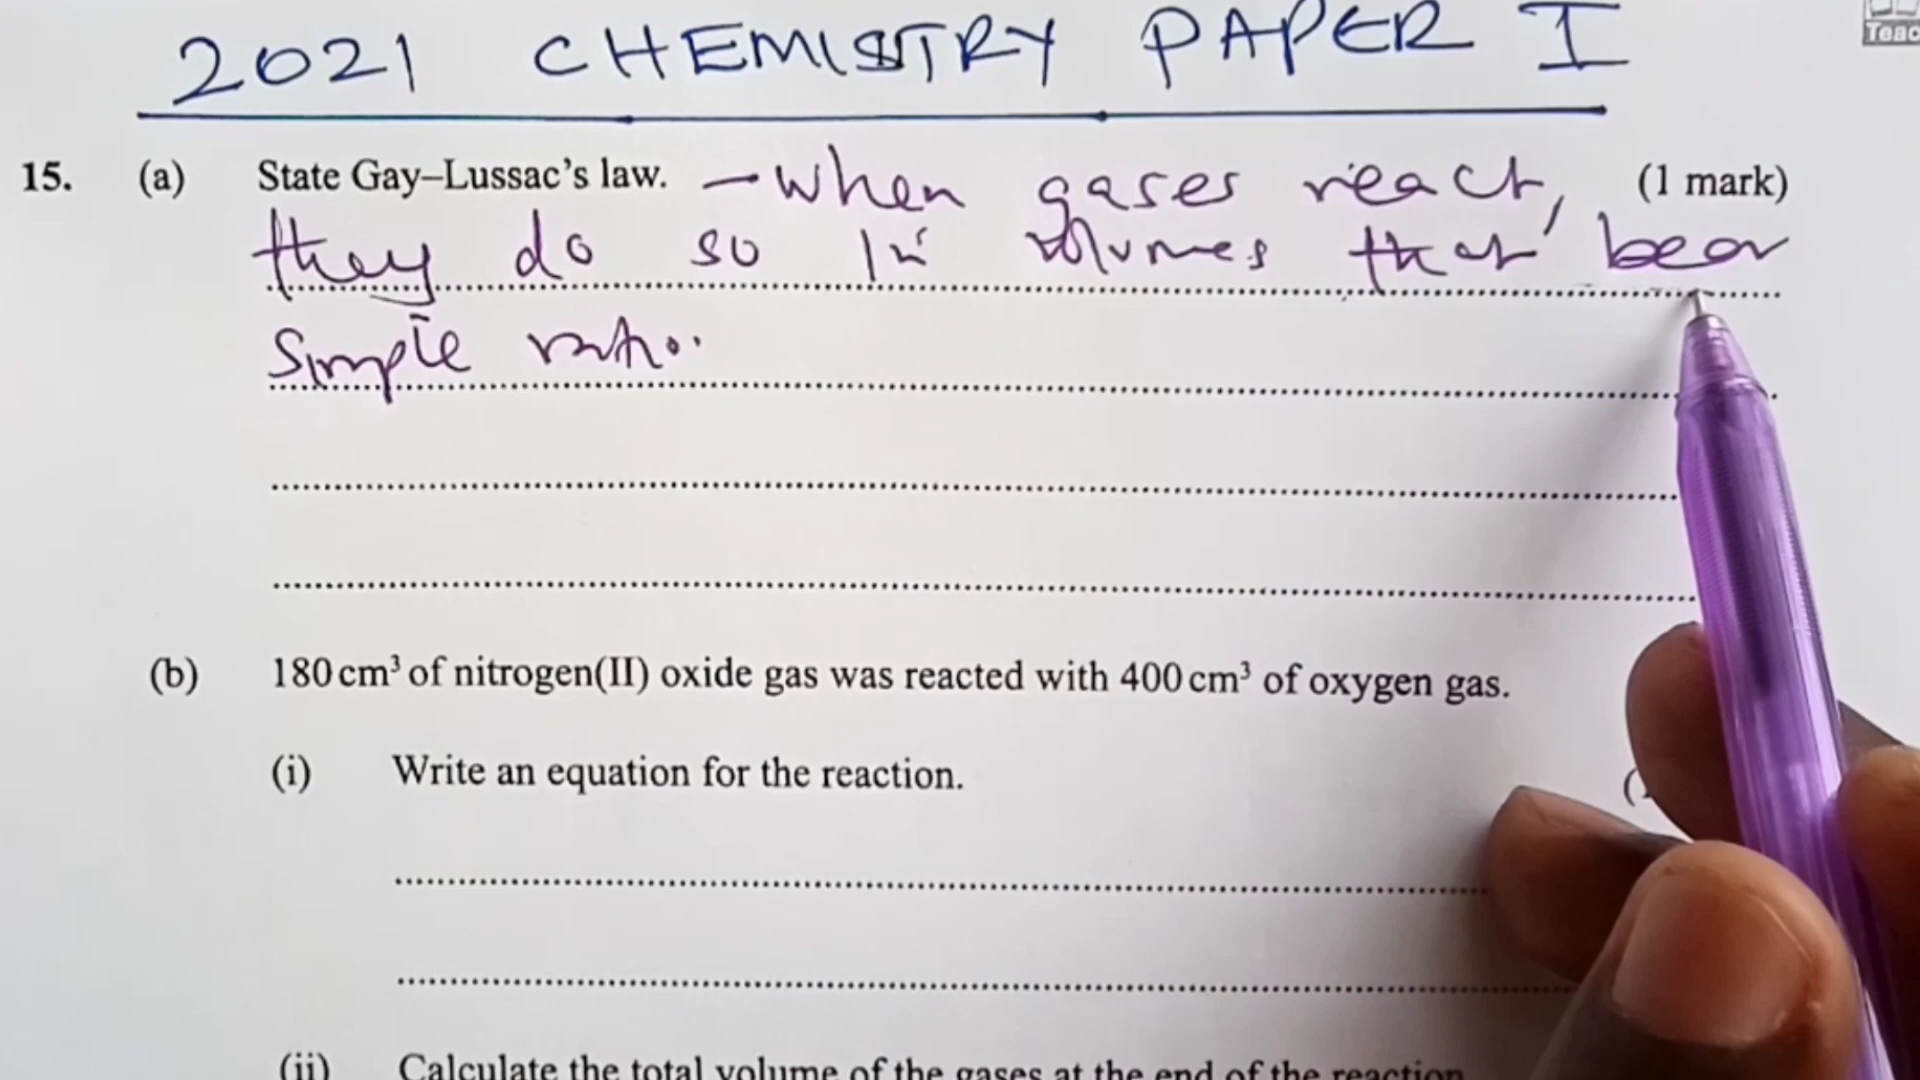 2021 CHEMISTRY PAPER I
Teac
15. (a) State Gay–Lussac's law. – when gases react, (1 mark)
they do so in volumes that bear
simple ratio.
(b) 180 cm³ of nitrogen(II) oxide gas was reacted with 400 cm³ of oxygen gas.
(i) Write an equation for the reaction. (
(ii) Calculate the total volume of the gases at the end of the reaction